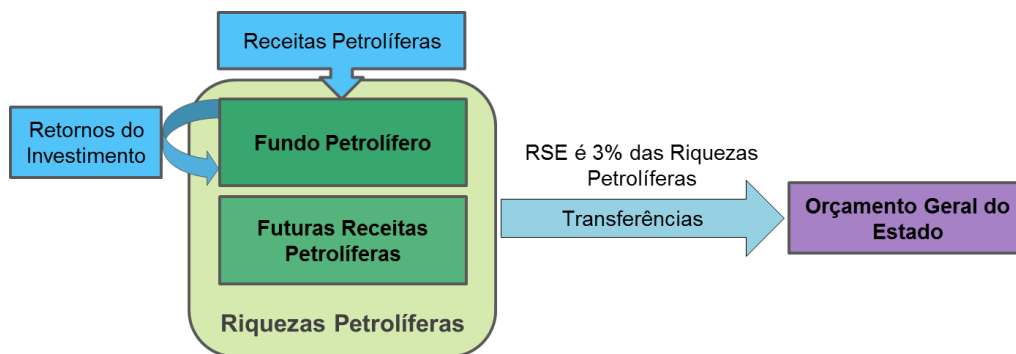 Receitas Petrolíferas
Retornos do
Investimento
Fundo Petrolífero
Futuras Receitas
Petrolíferas
Riquezas Petrolíferas
RSE é 3% das Riquezas
Petrolíferas
Transferências
Orçamento Geral do
Estado